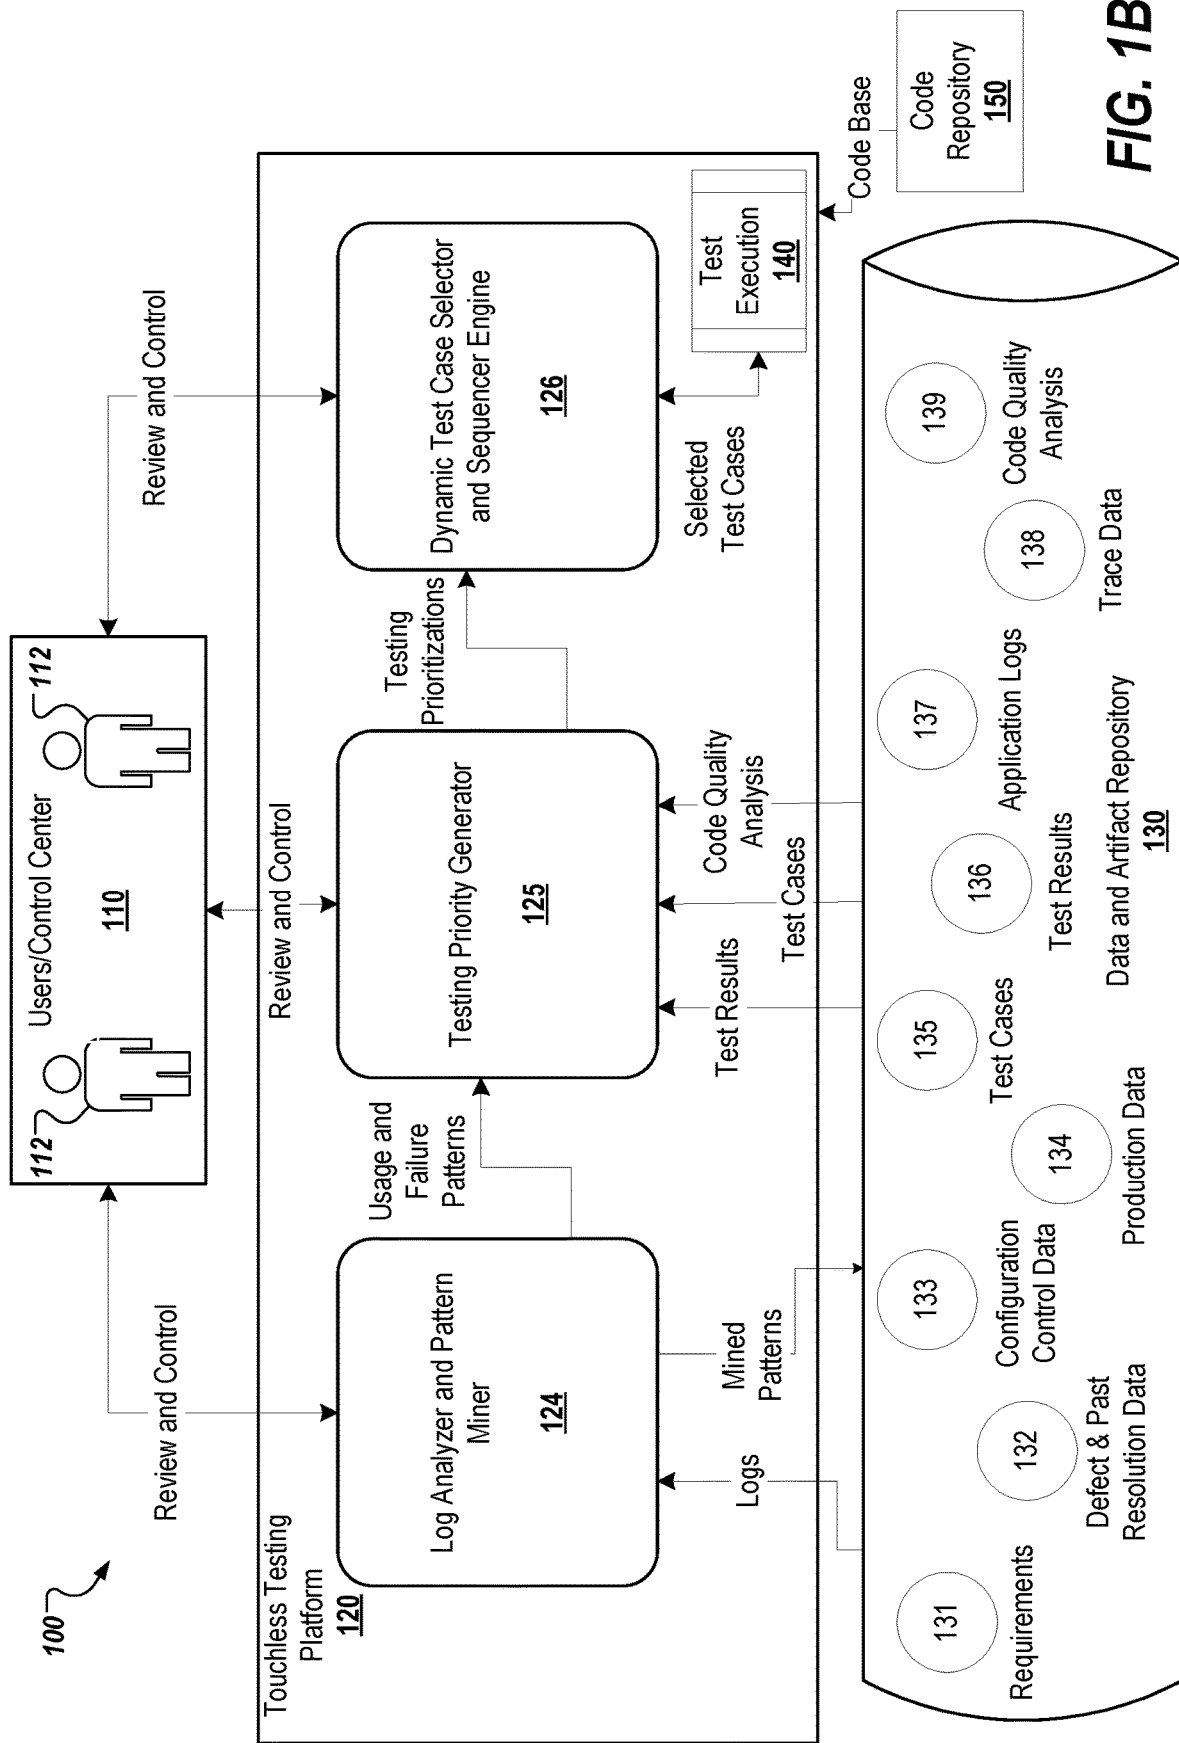 100
112
Users/Control Center
110
112
Review and Control
Review and Control
Review and Control
Touchless Testing
Platform
120
Log Analyzer and Pattern
Miner
124
Usage and
Failure
Patterns
Testing Priority Generator
125
Testing
Prioritizations
Dynamic Test Case Selector
and Sequencer Engine
126
Logs
Mined
Patterns
Test Results
Test Cases
Code Quality
Analysis
Selected
Test Cases
Test
Execution
140
Code Base
Code
Repository
150
131
Requirements
132
Defect & Past
Resolution Data
133
Configuration
Control Data
134
Production Data
135
Test Cases
136
Test Results
137
Application Logs
138
Trace Data
139
Code Quality
Analysis
Data and Artifact Repository
130
FIG. 1B